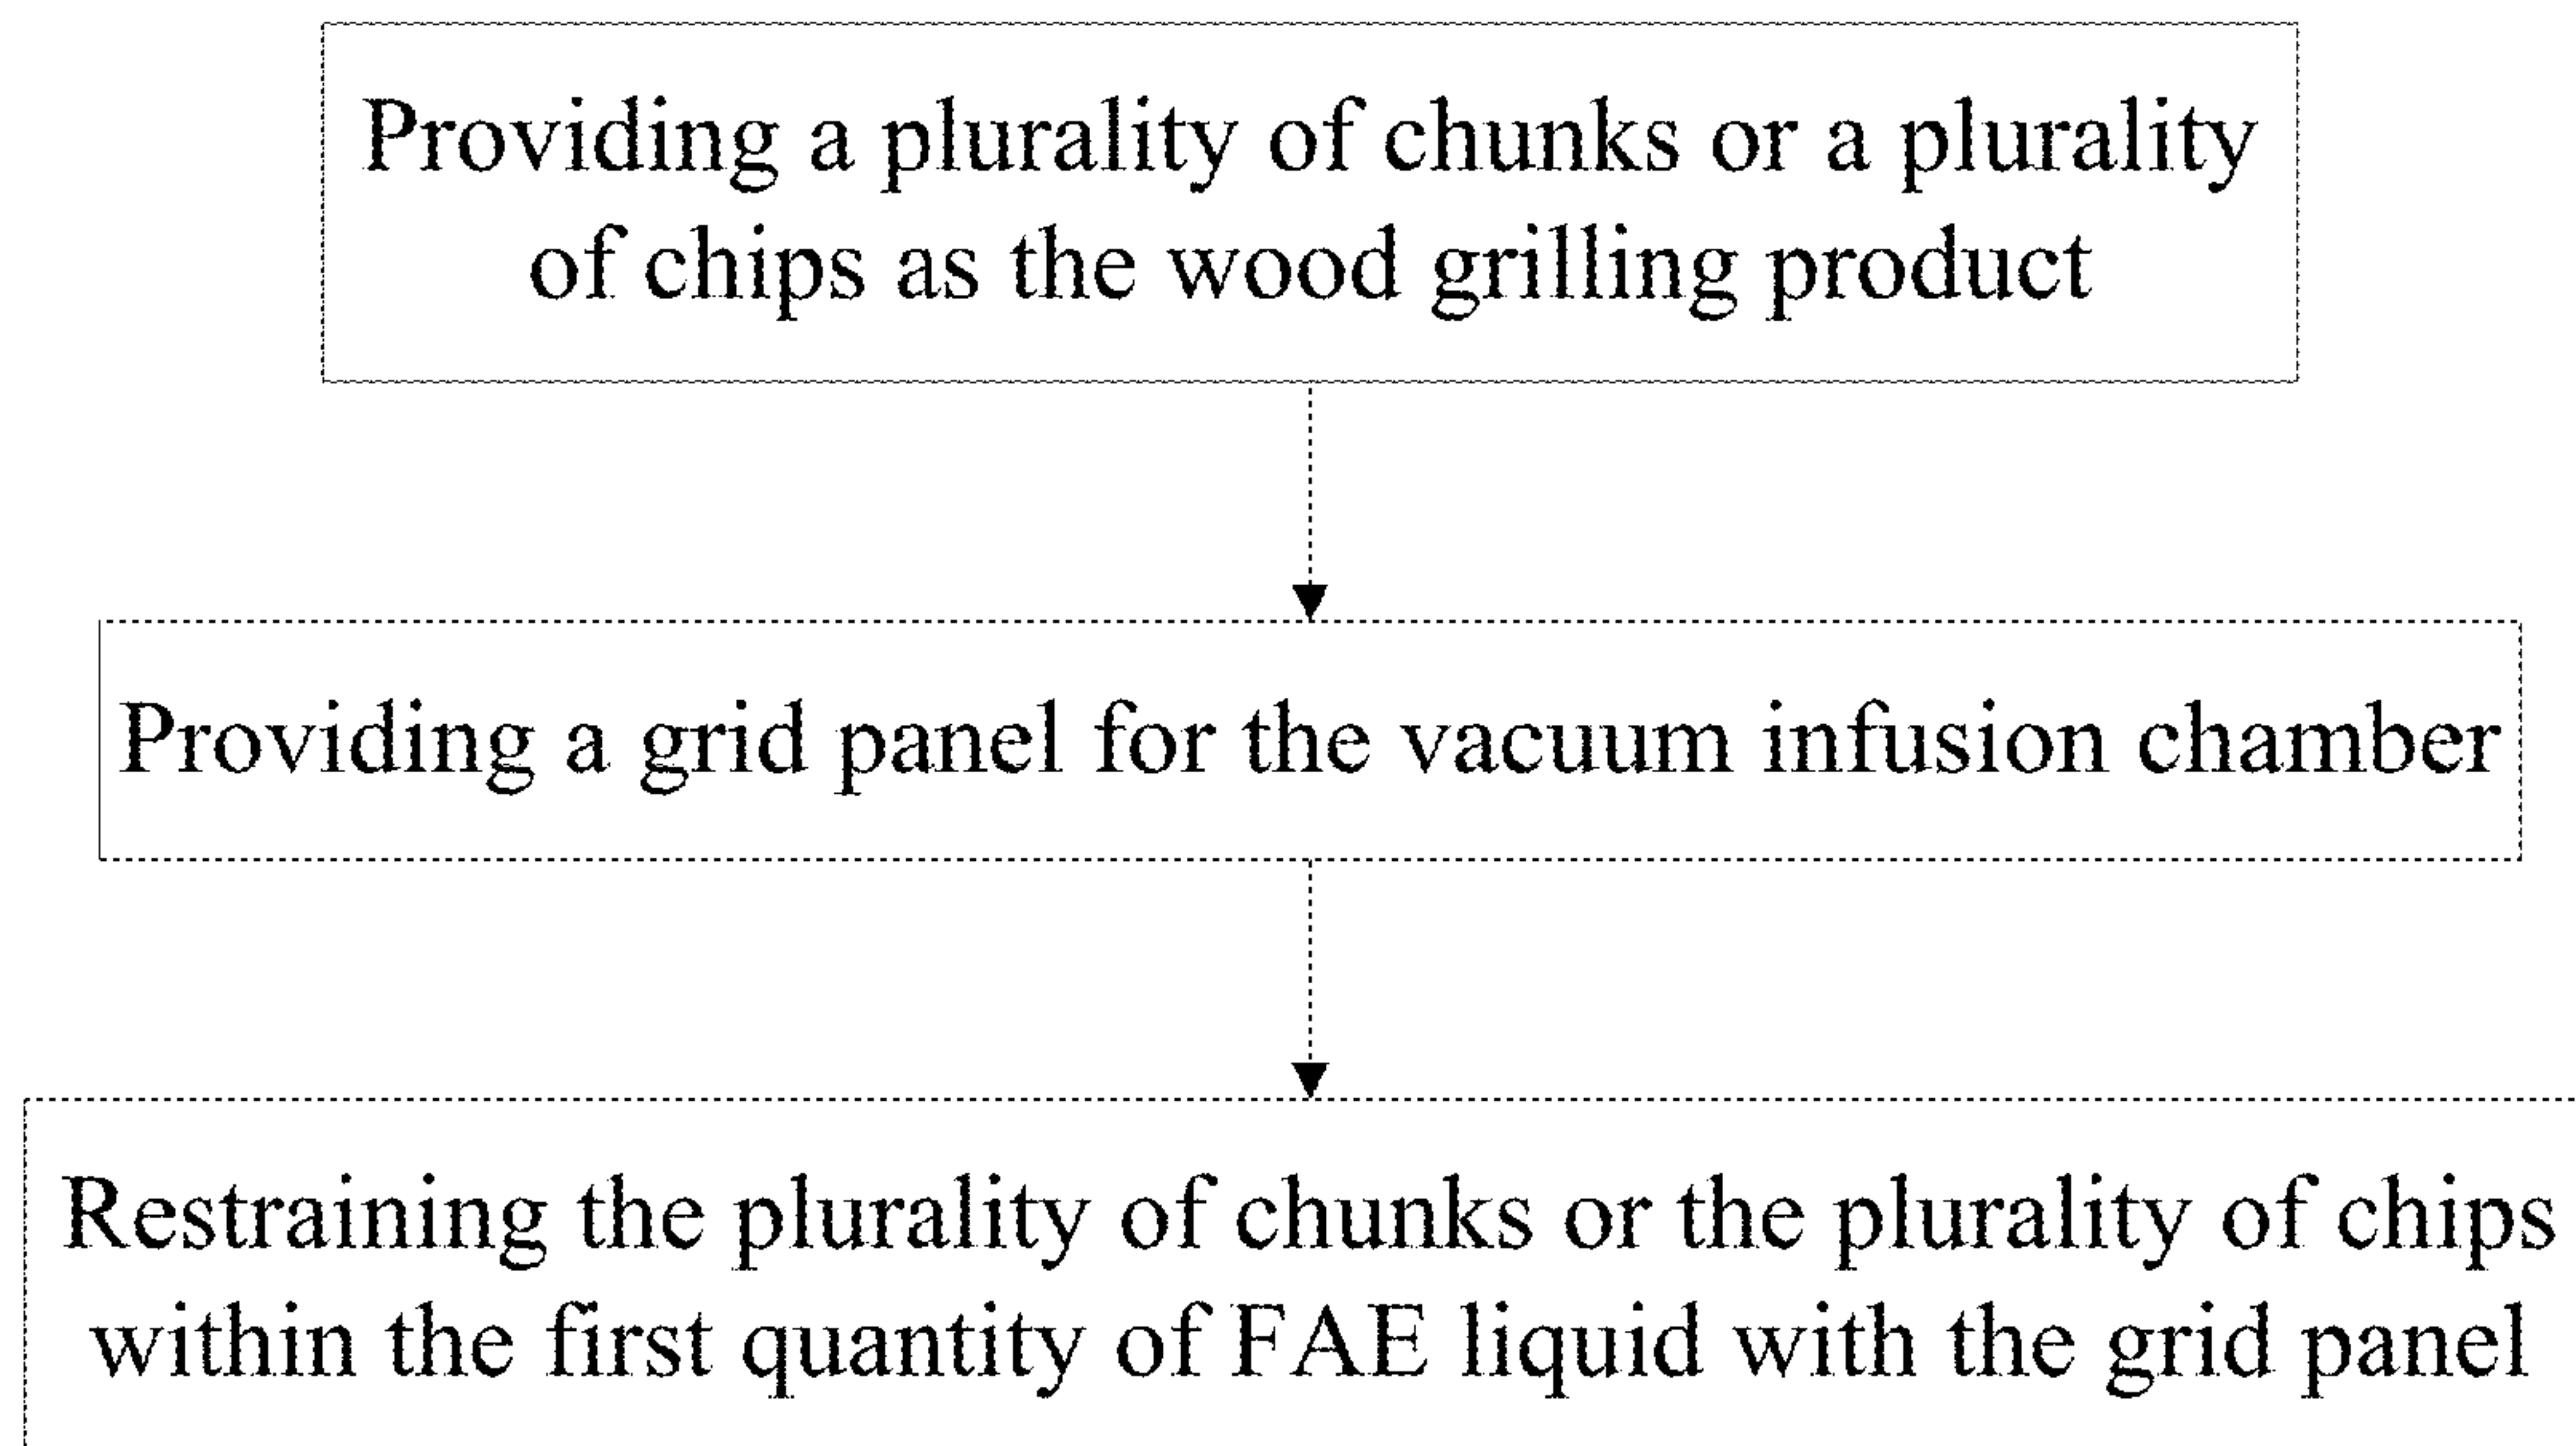 Providing a plurality of chunks or a plurality
of chips as the wood grilling product
Providing a grid panel for the vacuum infusion chamber
Restraining the plurality of chunks or the plurality of chips
within the first quantity of FAE liquid with the grid panel